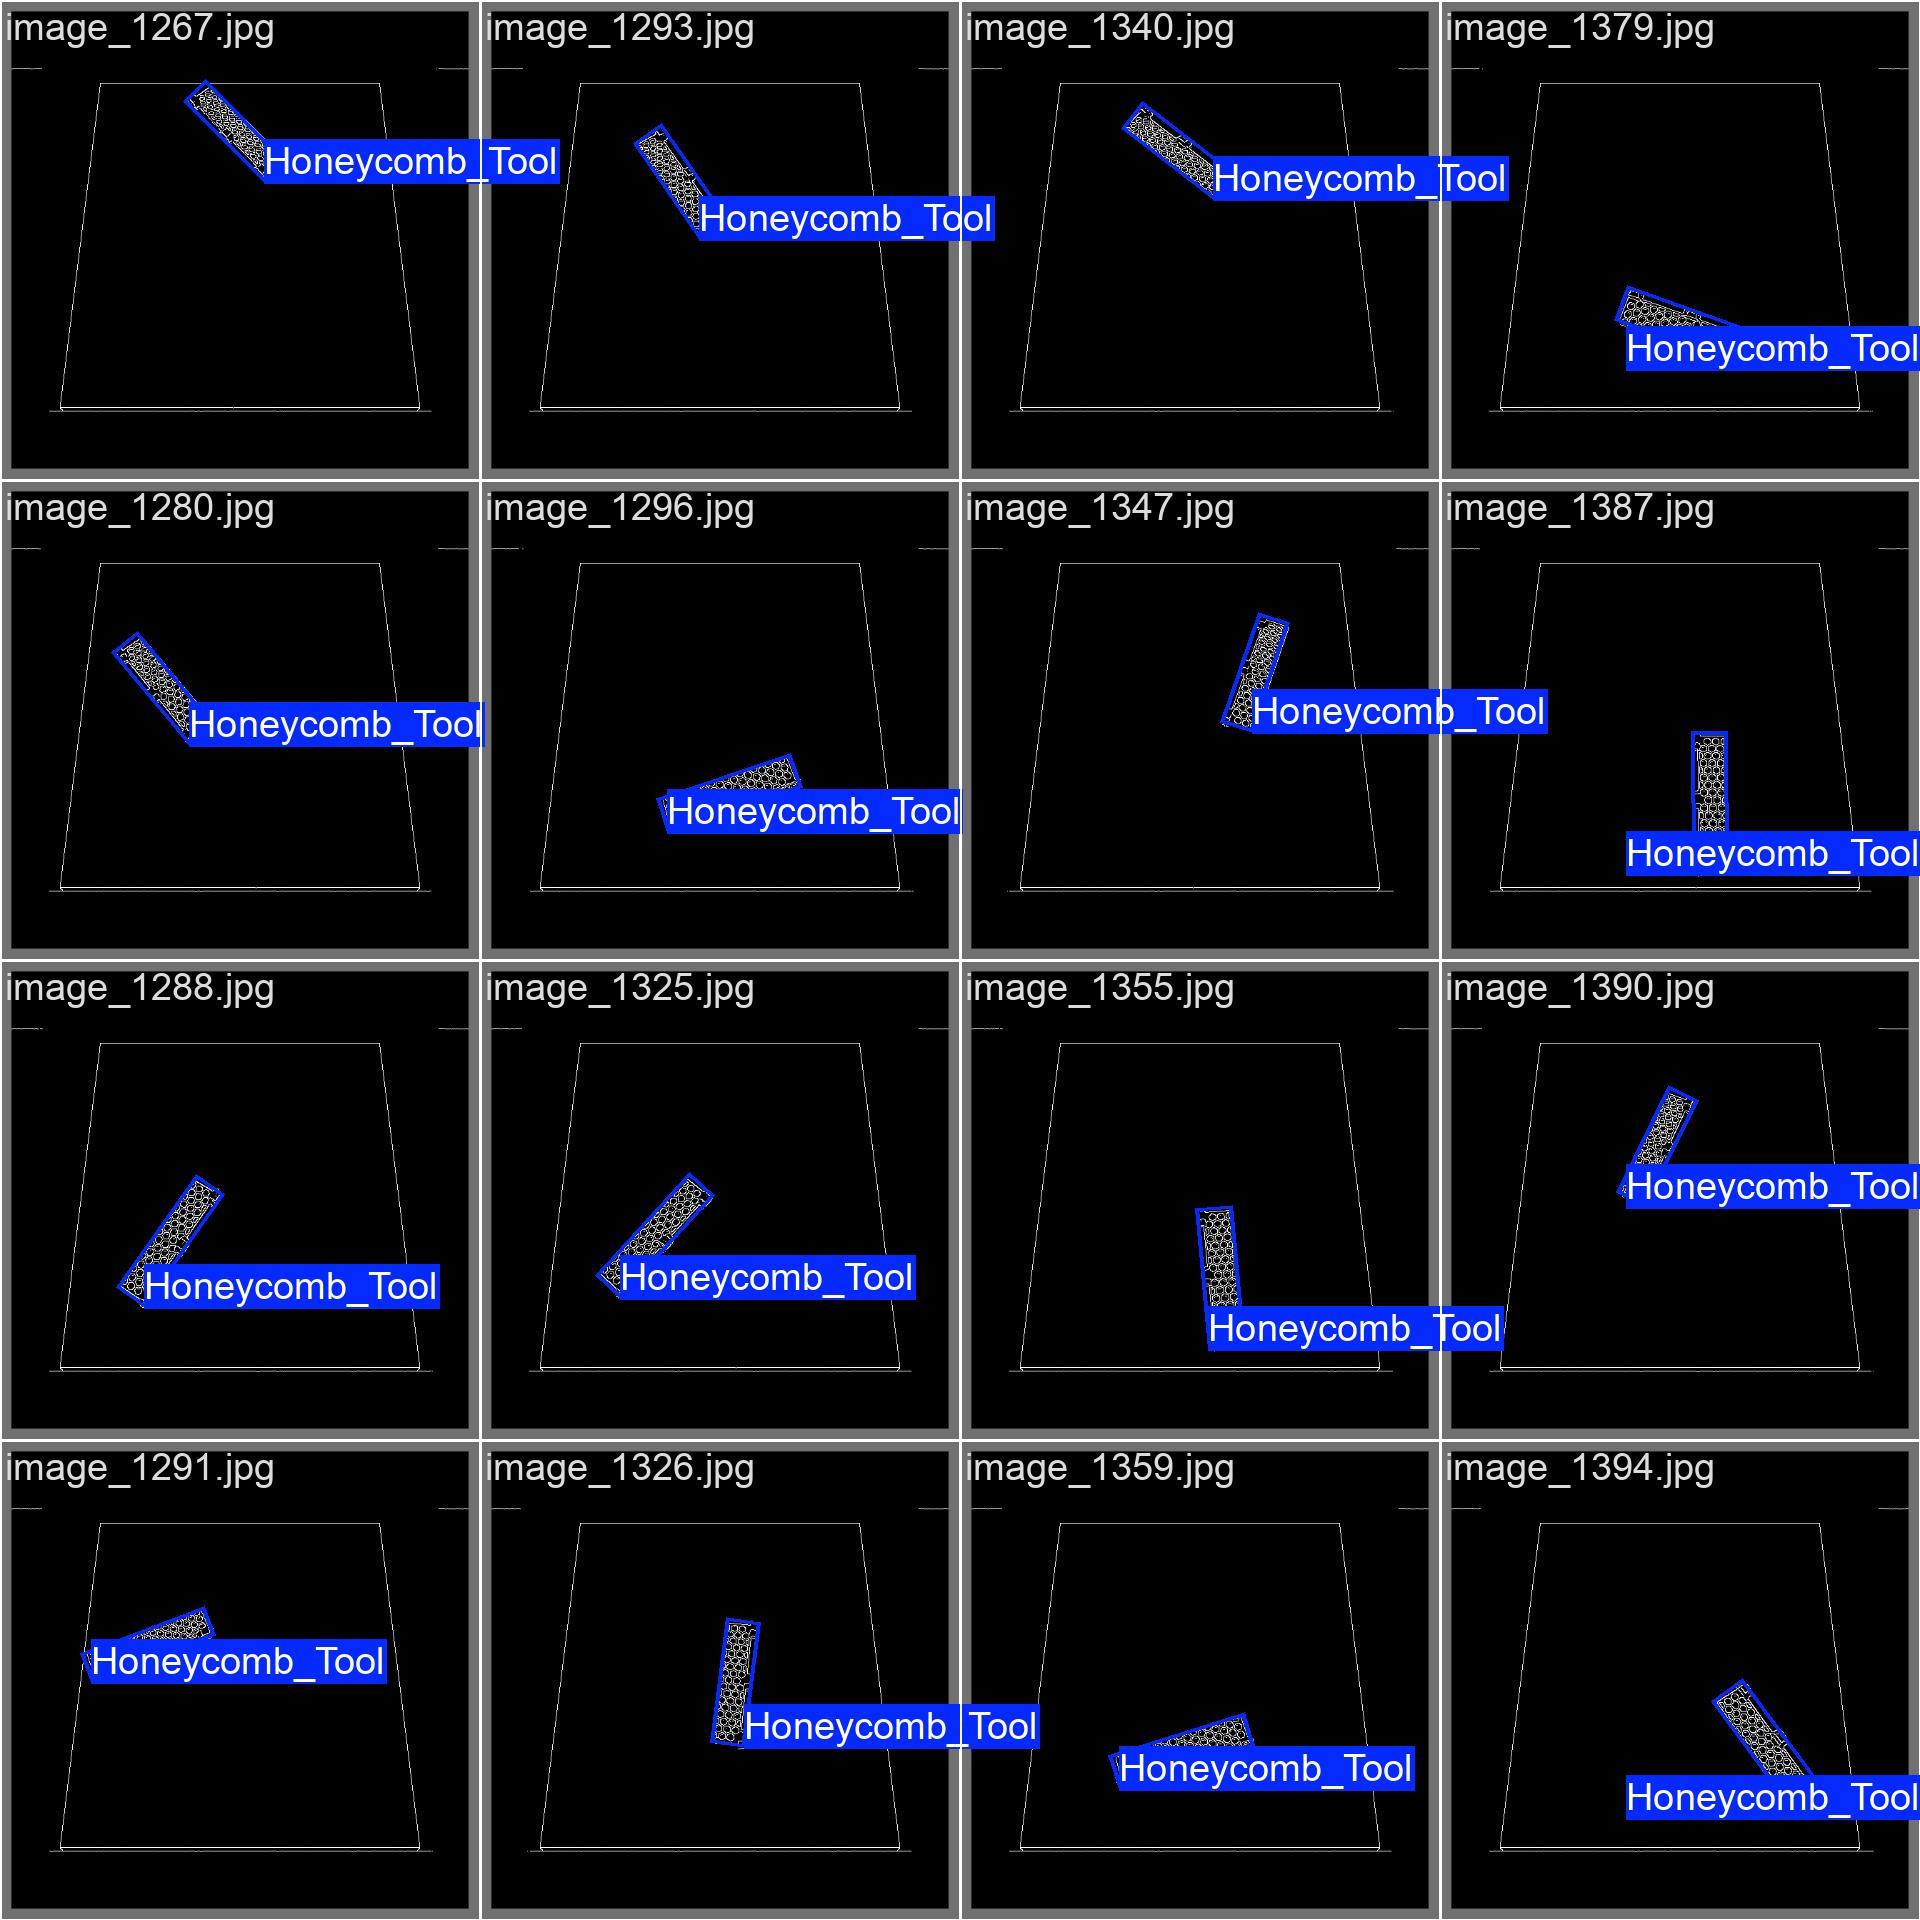 image_1267.jpg
image_1293.jpg
image_1340.jpg
image_1379.jpg
Honeycomb_Tool
Honeycomb_Tool
Honeycomb_Tool
Honeycomb_Tool
image_1280.jpg
image_1296.jpg
image_1347.jpg
image_1387.jpg
Honeycomb_Tool
Honeycomb_Tool
Honeycomb_Tool
Honeycomb_Tool
image_1288.jpg
image_1325.jpg
image_1355.jpg
image_1390.jpg
Honeycomb_Tool
Honeycomb_Tool
Honeycomb_Tool
Honeycomb_Tool
image_1291.jpg
image_1326.jpg
image_1359.jpg
image_1394.jpg
Honeycomb_Tool
Honeycomb_Tool
Honeycomb_Tool
Honeycomb_Tool